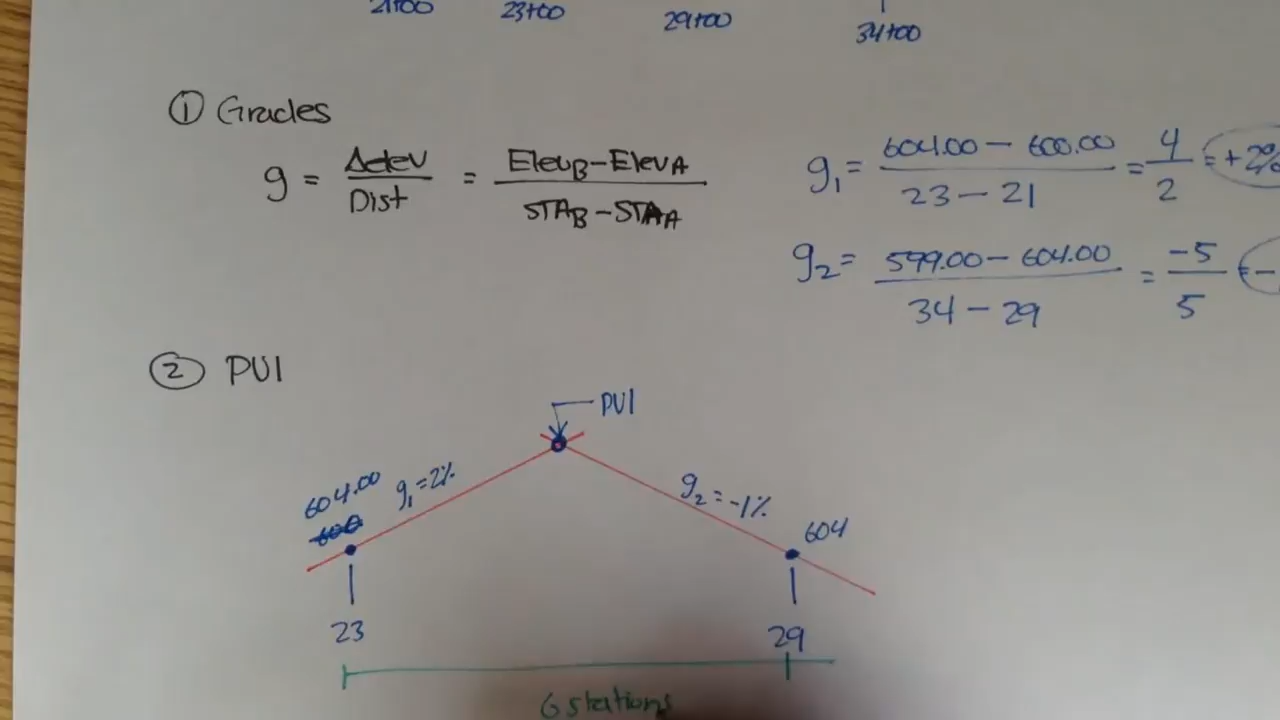 21+00 23+00 29+00 34+00
① Grades
g = Δelev / Dist = ElevB - ElevA / STAB - STAA
g1 = 604.00 - 600.00 / 23 - 21 = 4 / 2 = +2%
g2 = 599.00 - 604.00 / 34 - 29 = -5 / 5 = -
② PVI
PVI
604.00 g1=2% g2=-1%
600 604
23 29
6 stations